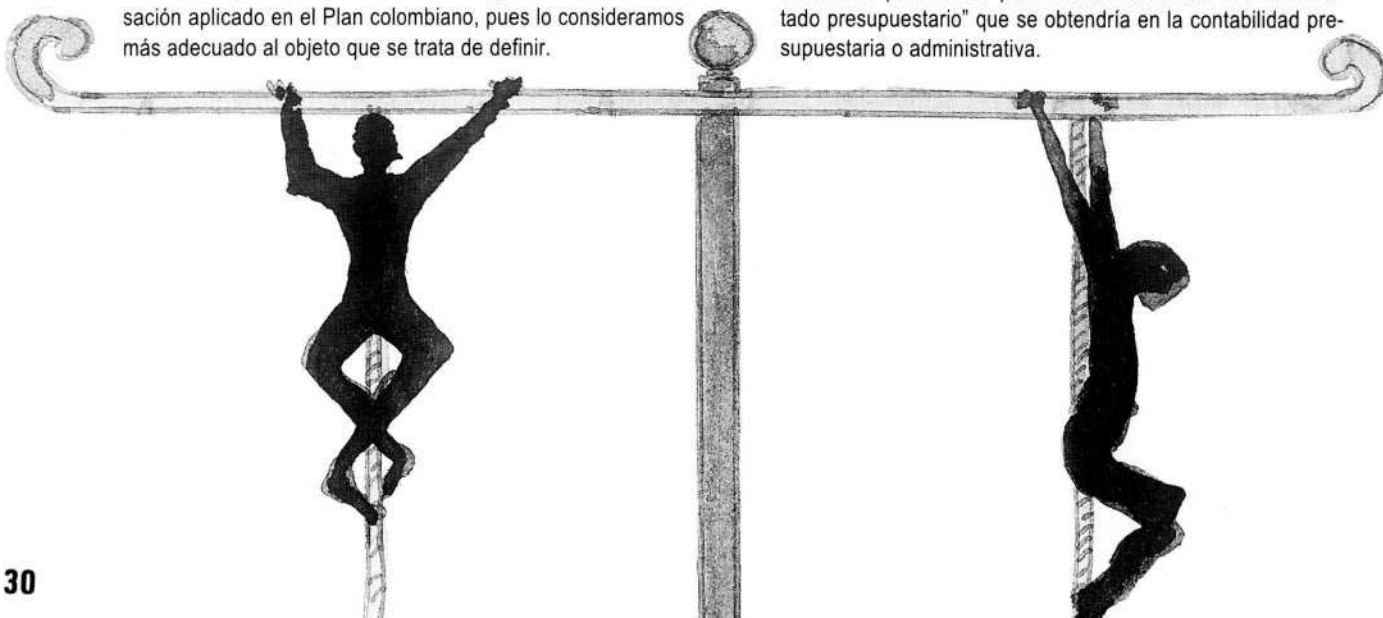 sación aplicado en el Plan colombiano, pues lo consideramos
más adecuado al objeto que se trata de definir.
tado presupuestario" que se obtendría en la contabilidad pre-
supuestaria o administrativa.
30